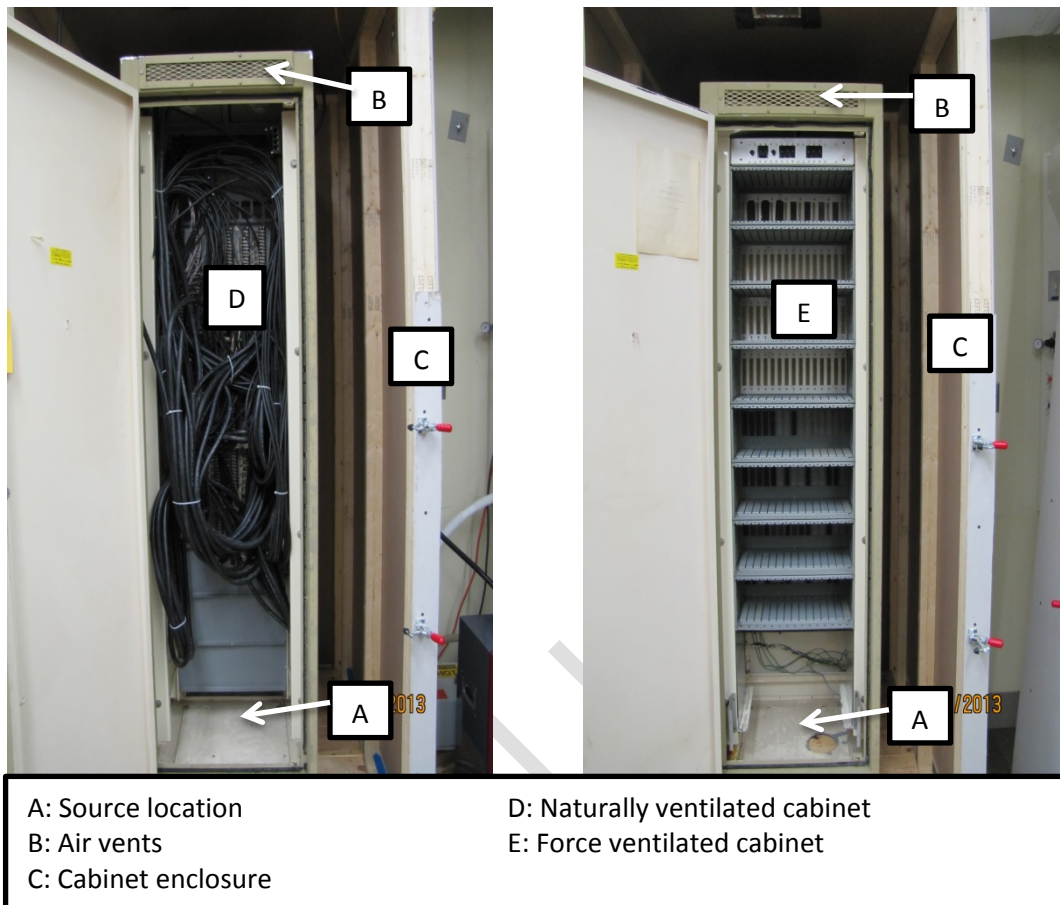 B
B
D
E
C
C
A
2013
A
/2013
A: Source location
D: Naturally ventilated cabinet
B: Air vents
E: Force ventilated cabinet
C: Cabinet enclosure